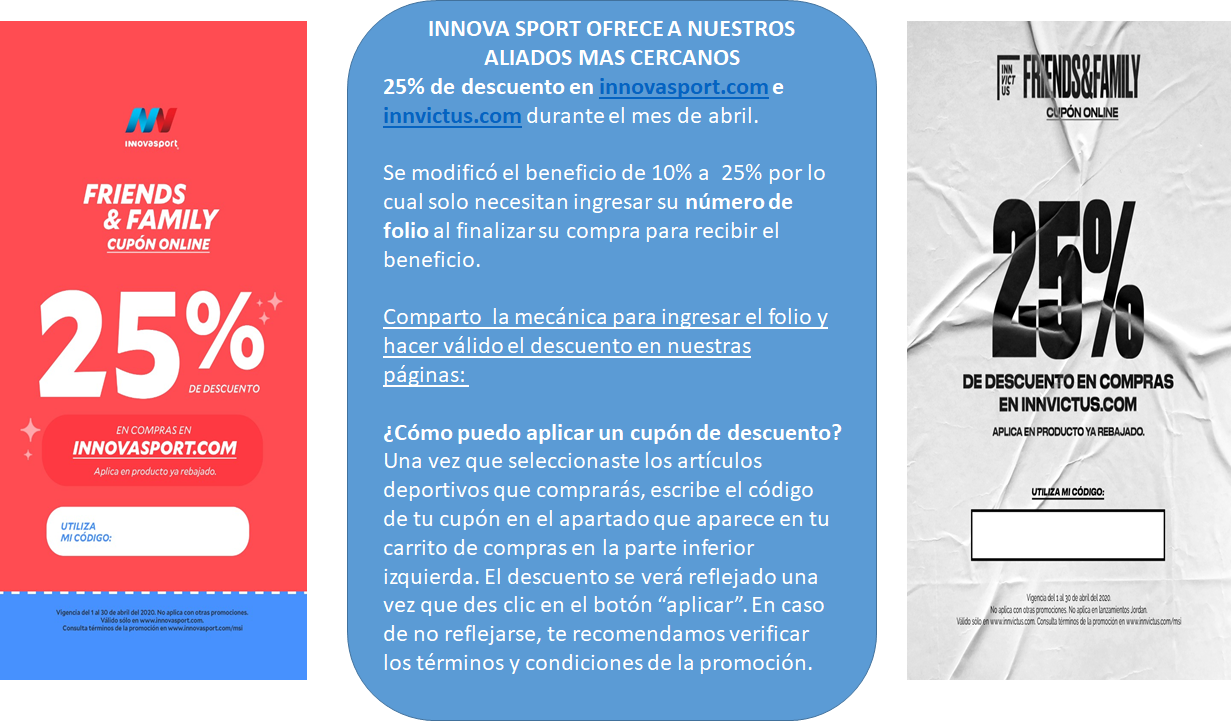 INNOVASPORT
FRIENDS
& FAMILY
CUPÓN ONLINE
25%
DE DESCUENTO
EN COMPRAS EN
INNOVASPORT.COM
Aplica en producto ya rebajado.
UTILIZA
MI CÓDIGO:
Vigencia del 1 al 30 de abril del 2020. No aplica con otras promociones.
Válido sólo en www.innovasport.com.
Consulta términos de la promoción en www.innovasport.com/msi
INNOVA SPORT OFRECE A NUESTROS
ALIADOS MAS CERCANOS
25% de descuento en innovasport.com e
innvictus.com durante el mes de abril.
Se modificó el beneficio de 10% a  25% por lo
cual solo necesitan ingresar su número de
folio al finalizar su compra para recibir el
beneficio.
Comparto  la mecánica para ingresar el folio y
hacer válido el descuento en nuestras
páginas:
¿Cómo puedo aplicar un cupón de descuento?
Una vez que seleccionaste los artículos
deportivos que comprarás, escribe el código
de tu cupón en el apartado que aparece en tu
carrito de compras en la parte inferior
izquierda. El descuento se verá reflejado una
vez que des clic en el botón “aplicar”. En caso
de no reflejarse, te recomendamos verificar
los términos y condiciones de la promoción.
INN
VICT
US
FRIENDS&FAMILY
CUPÓN ONLINE
25%
DE DESCUENTO EN COMPRAS
EN INNVICTUS.COM
APLICA EN PRODUCTO YA REBAJADO.
UTILIZA MI CÓDIGO:
Vigencia del 1 al 30 de abril del 2020.
No aplica con otras promociones. No aplica en lanzamientos Jordan.
Válido sólo en www.innvictus.com. Consulta términos de la promoción en www.innvictus.com/msi